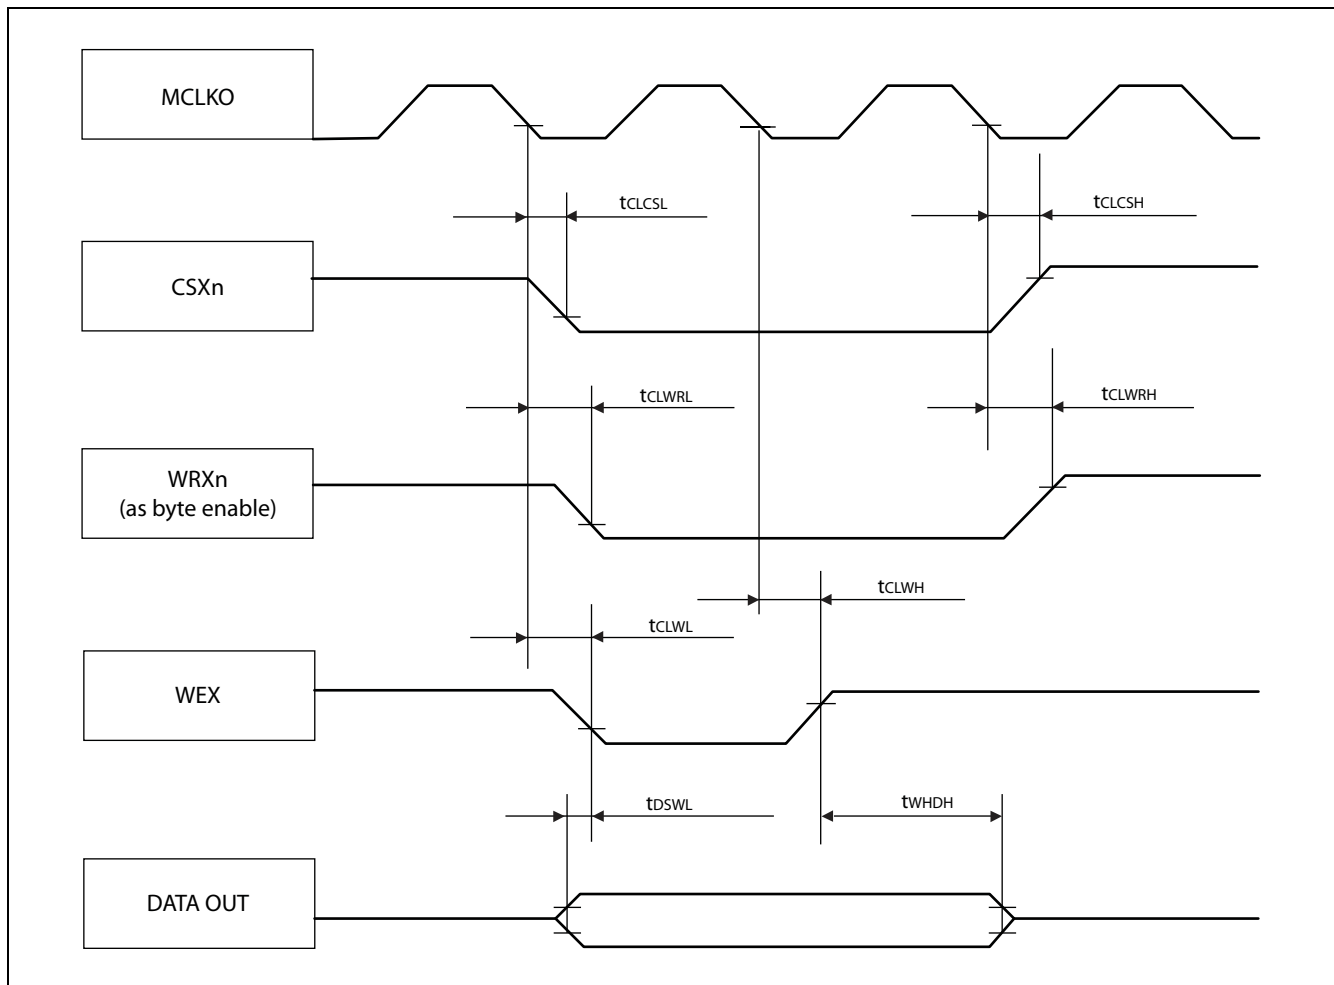 MCLKO
tCLCSL
tCLCSH
CSXn
tCLWRL
tCLWRH
WRXn
(as byte enable)
tCLWH
tCLWL
WEX
tDSWL
tWHDH
DATA OUT